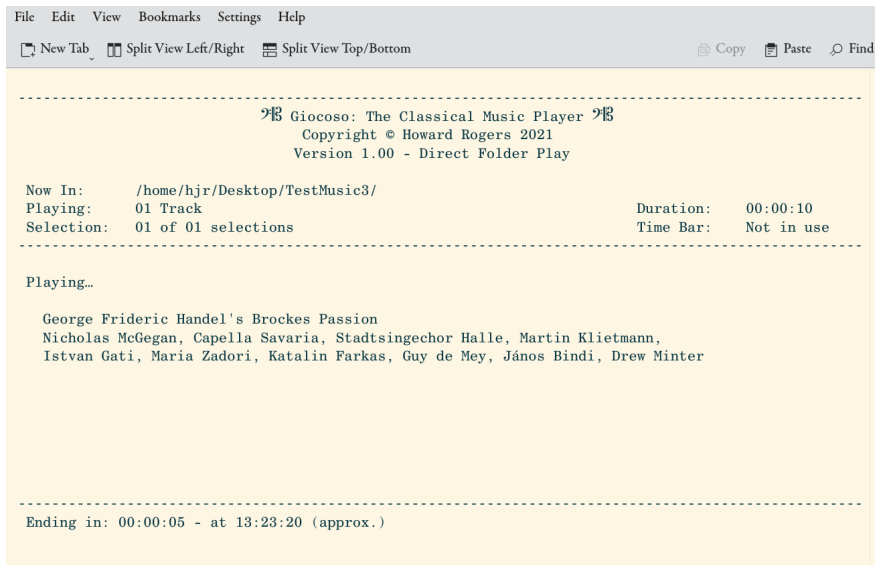 File Edit View Bookmarks Settings Help
New Tab Split View Left/Right Split View Top/Bottom Copy Paste Find
𝄢𝄡 Giocoso: The Classical Music Player 𝄢𝄡
Copyright © Howard Rogers 2021
Version 1.00 - Direct Folder Play
Now In: /home/hjr/Desktop/TestMusic3/
Playing: 01 Track Duration: 00:00:10
Selection: 01 of 01 selections Time Bar: Not in use
Playing…
George Frideric Handel's Brockes Passion
Nicholas McGegan, Capella Savaria, Stadtsingechor Halle, Martin Klietmann,
Istvan Gati, Maria Zadori, Katalin Farkas, Guy de Mey, János Bindi, Drew Minter
Ending in: 00:00:05 - at 13:23:20 (approx.)